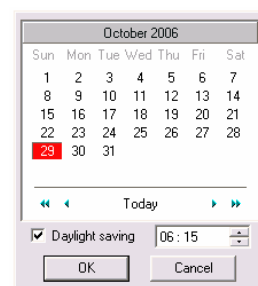 October 2006
Sun Mon Tue Wed Thu Fri Sat
1 2 3 4 5 6 7
8 9 10 11 12 13 14
15 16 17 18 19 20 21
22 23 24 25 26 27 28
29 30 31
Today
Daylight saving 06:15
OK Cancel